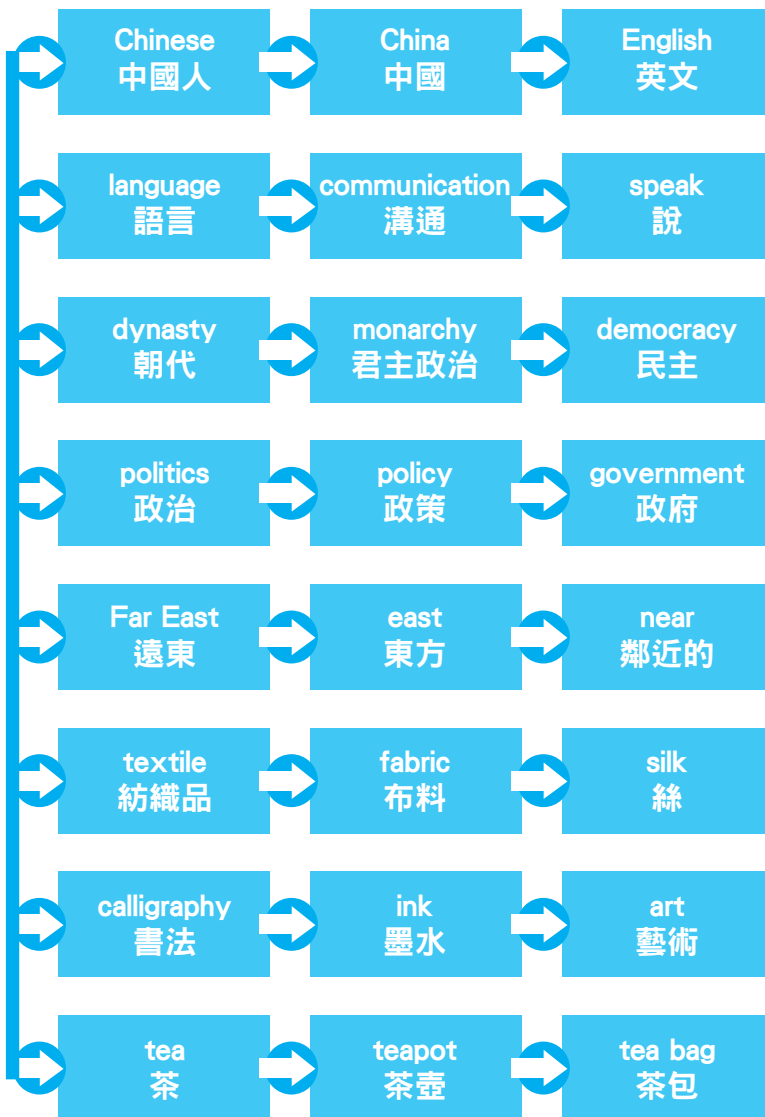 Chinese
中國人
China
中國
English
英文
language
語言
communication
溝通
speak
說
dynasty
朝代
monarchy
君主政治
democracy
民主
politics
政治
policy
政策
government
政府
Far East
遠東
east
東方
near
鄰近的
textile
紡織品
fabric
布料
silk
絲
calligraphy
書法
ink
墨水
art
藝術
tea
茶
teapot
茶壺
tea bag
茶包